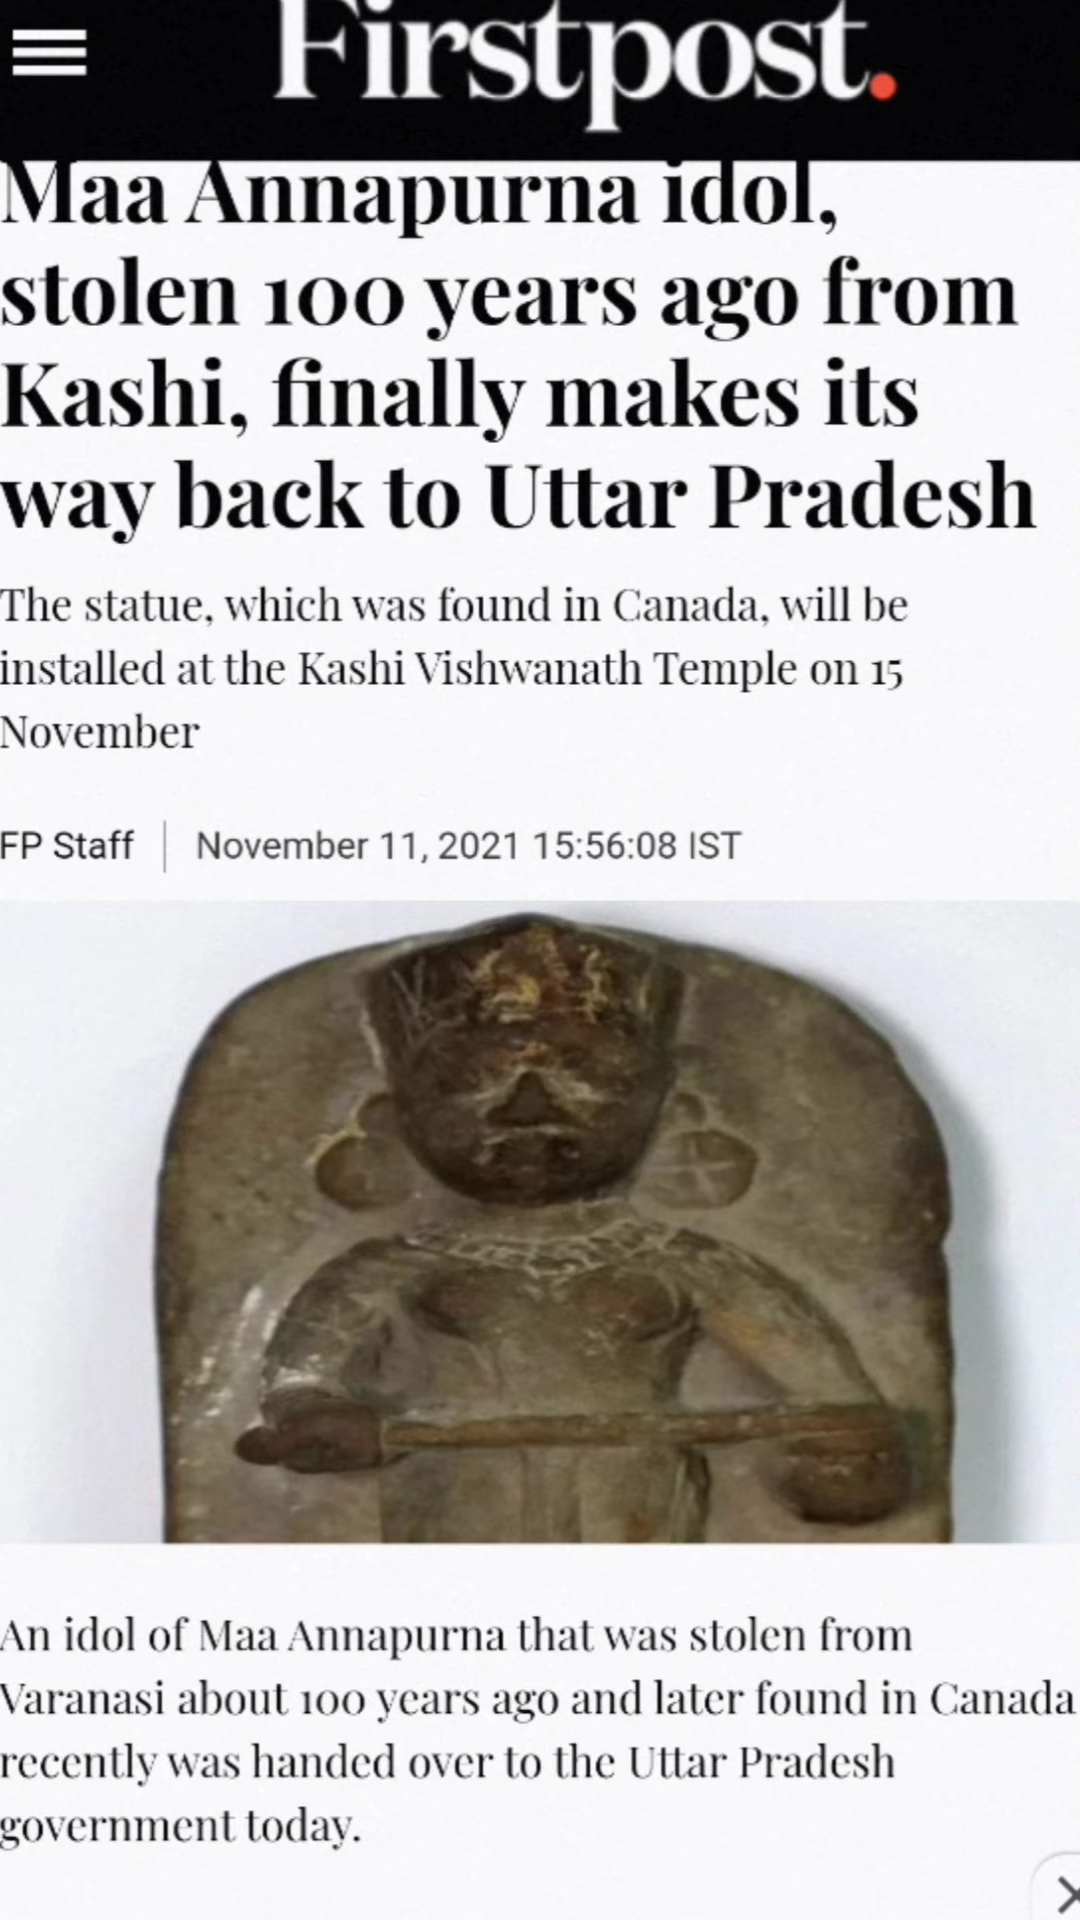 Firstpost.
Maa Annapurna idol,
stolen 100 years ago from
Kashi, finally makes its
way back to Uttar Pradesh
The statue, which was found in Canada, will be
installed at the Kashi Vishwanath Temple on 15
November
FP Staff | November 11, 2021 15:56:08 IST
An idol of Maa Annapurna that was stolen from
Varanasi about 100 years ago and later found in Canada
recently was handed over to the Uttar Pradesh
government today.